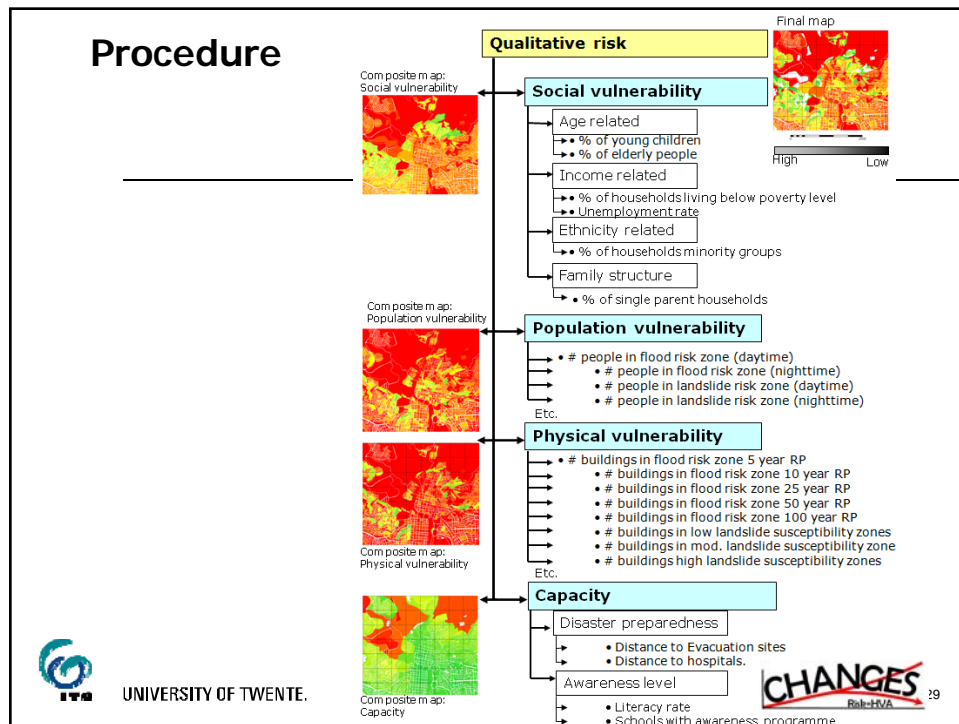 Procedure
Qualitative risk
Final map
High
Low
Composite map:
Social vulnerability
Social vulnerability
Age related
• % of young children
• % of elderly people
Income related
• % of households living below poverty level
• Unemployment rate
Ethnicity related
• % of households minority groups
Family structure
• % of single parent households
Composite map:
Population vulnerability
Population vulnerability
• # people in flood risk zone (daytime)
• # people in flood risk zone (nighttime)
• # people in landslide risk zone (daytime)
• # people in landslide risk zone (nighttime)
Etc.
Physical vulnerability
• # buildings in flood risk zone 5 year RP
• # buildings in flood risk zone 10 year RP
• # buildings in flood risk zone 25 year RP
• # buildings in flood risk zone 50 year RP
• # buildings in flood risk zone 100 year RP
• # buildings in low landslide susceptibility zones
• # buildings in mod. landslide susceptibility zone
• # buildings high landslide susceptibility zones
Etc.
Composite map:
Physical vulnerability
Capacity
Disaster preparedness
• Distance to Evacuation sites
• Distance to hospitals.
Awareness level
• Literacy rate
• Schools with awareness programme
Composite map:
Capacity
ITC
UNIVERSITY OF TWENTE.
CHANGES
Risk-HVA
29